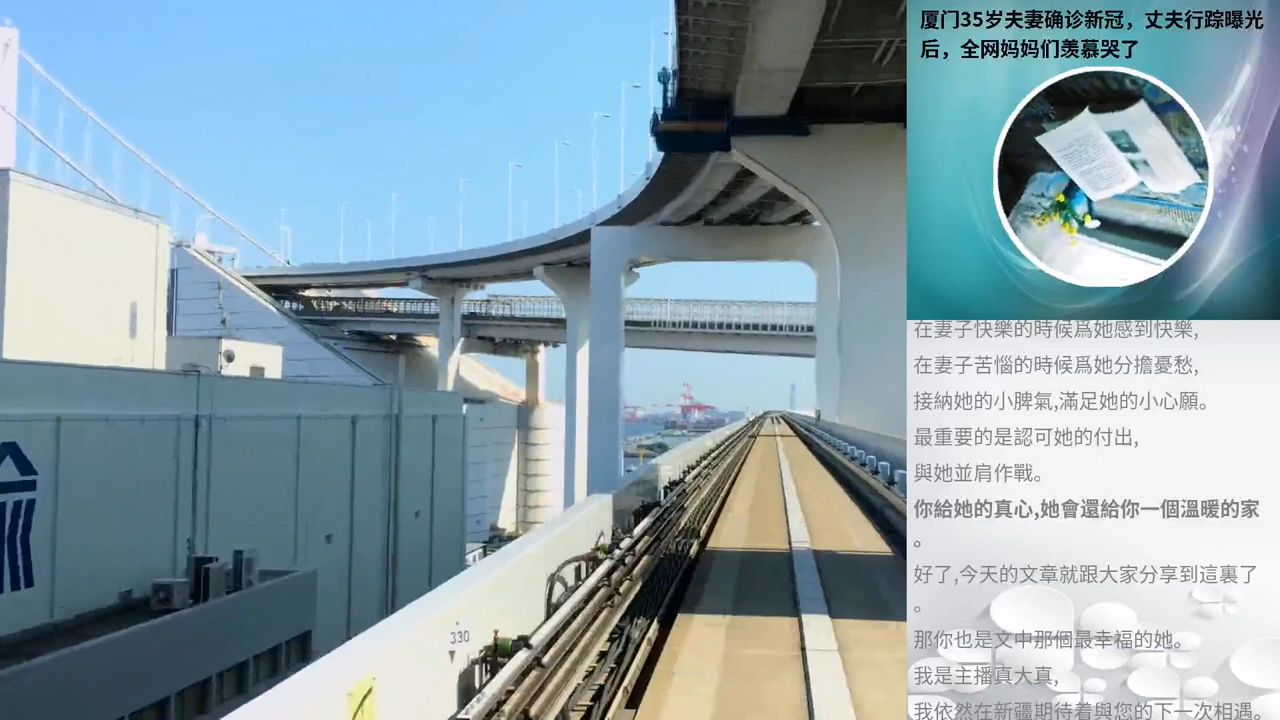 厦门35岁夫妻确诊新冠，丈夫行踪曝光
后，全网妈妈们羡慕哭了
在妻子快樂的時候爲她感到快樂,
在妻子苦惱的時候爲她分擔憂愁,
接納她的小脾氣,滿足她的小心願。
最重要的是認可她的付出,
與她並肩作戰。
你給她的真心,她會還給你一個溫暖的家
。
好了,今天的文章就跟大家分享到這裏了
。
那你也是文中那個最幸福的她。
我是主播真大真,
我依然在新疆期待着與您的下一次相遇。
330